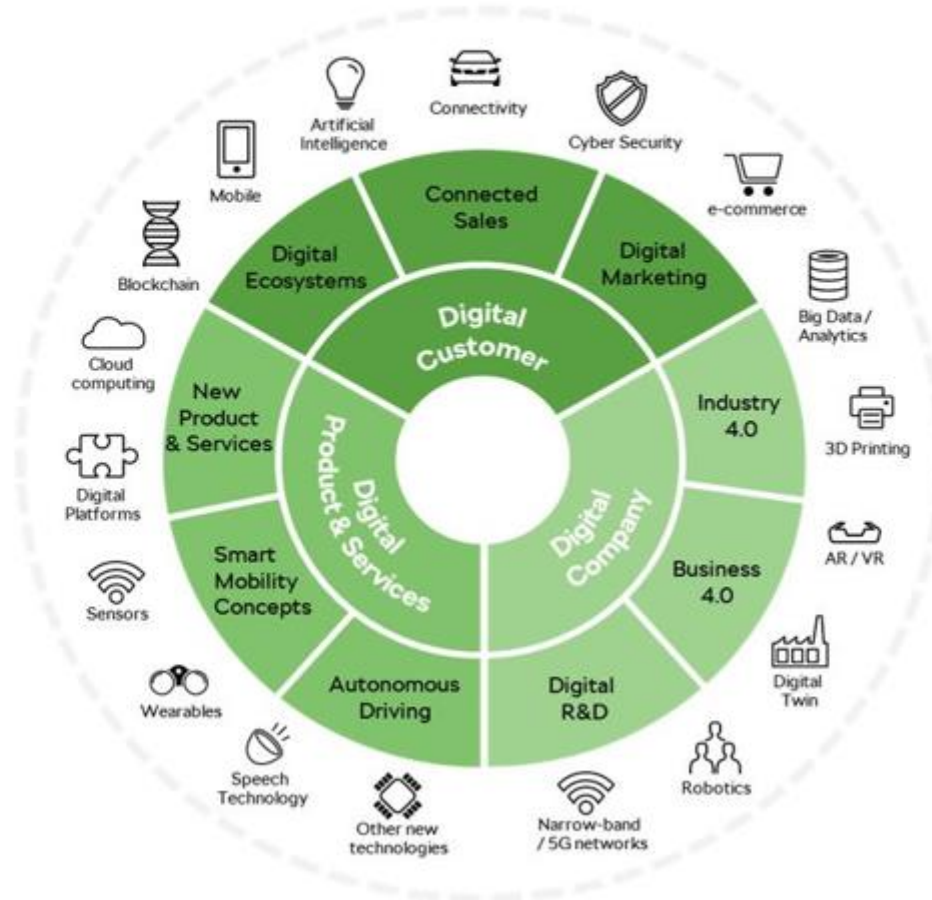 Connectivity
Artificial
Intelligence
Cyber Security
Mobile
e-commerce
Blockchain
Big Data /
Analytics
Cloud
computing
3D Printing
Digital
Platforms
AR / VR
Sensors
Digital
Twin
Wearables
Robotics
Speech
Technology
Narrow-band
/ 5G networks
Other new
technologies
Connected
Sales
Digital
Ecosystems
Digital
Marketing
New
Product
& Services
Industry
4.0
Smart
Mobility
Concepts
Business
4.0
Autonomous
Driving
Digital
R&D
Digital
Customer
Digital
Product & Services
Digital
Company